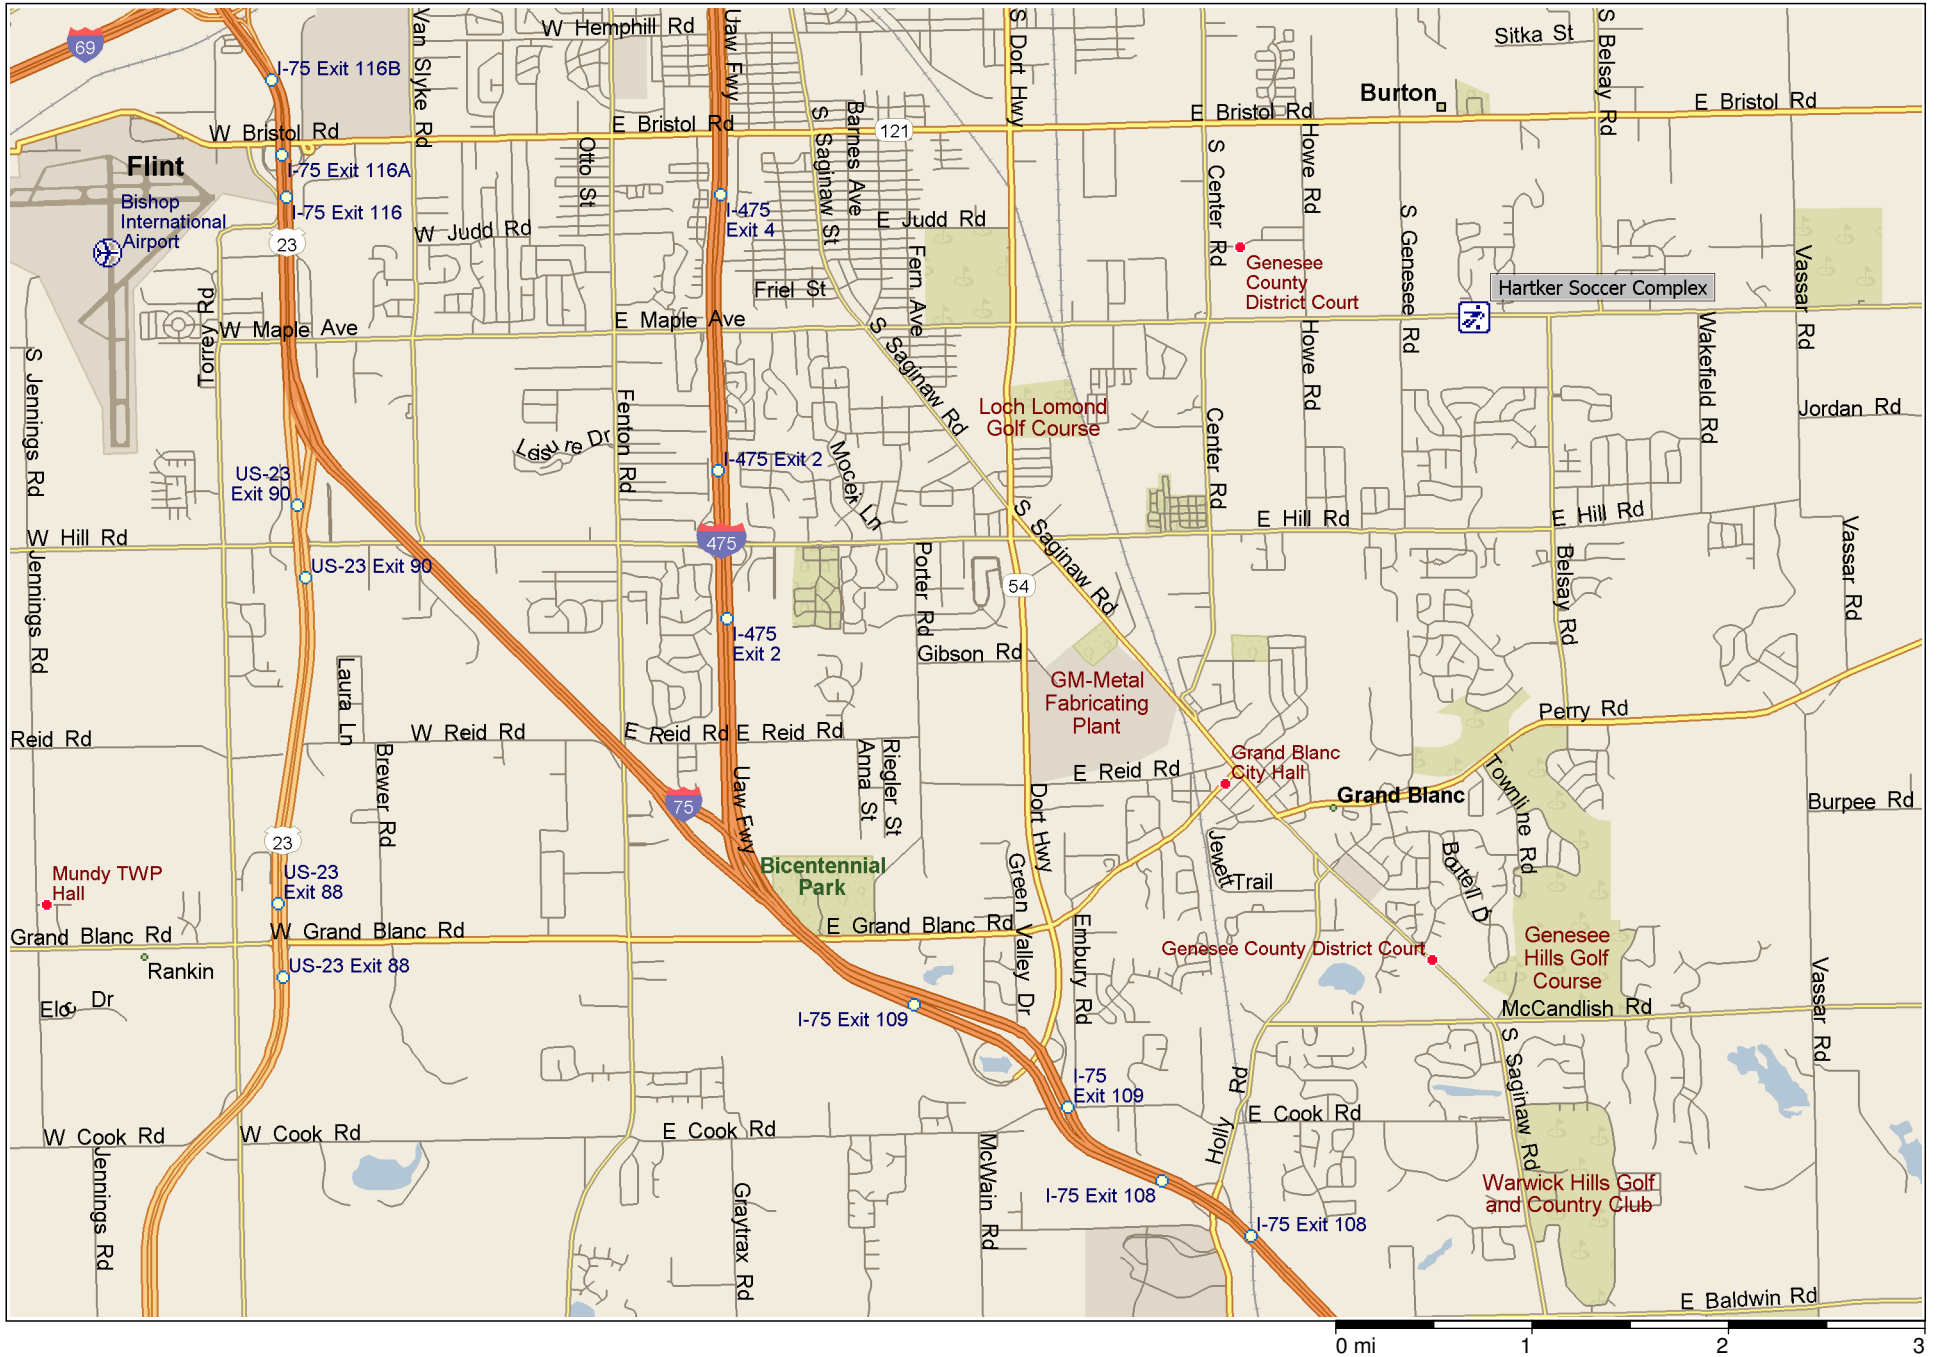 69
I-75 Exit 116B
Van Slyke Rd
W Hemphill Rd
Uaw Fwy
S Dort Hwy
Sitka St
S Belsay Rd
Burton
W Bristol Rd
E Bristol Rd
121
E Bristol Rd
E Bristol Rd
Flint
I-75 Exit 116A
Otto St
S Saginaw St
Barnes Ave
S Center Rd
Howe Rd
Bishop
International
Airport
I-75 Exit 116
23
I-475
Exit 4
W Judd Rd
E Judd Rd
S Genesee Rd
Genesee
County
District Court
Vassar Rd
Hartker Soccer Complex
Torrey Rd
Friel St
Fern Ave
W Maple Ave
E Maple Ave
S Saginaw Rd
Howe Rd
Wakefield Rd
S Jennings Rd
Fenton Rd
Loch Lomond
Golf Course
Center Rd
Jordan Rd
Leisure Dr
Mocek Ln
I-475 Exit 2
US-23
Exit 90
W Hill Rd
475
S Saginaw Rd
E Hill Rd
E Hill Rd
Vassar Rd
US-23 Exit 90
Jennings Rd
Porter Rd
54
Belsay Rd
I-475
Exit 2
Gibson Rd
Laura Ln
GM-Metal
Fabricating
Plant
Perry Rd
Reid Rd
W Reid Rd
E Reid Rd
E Reid Rd
Brewer Rd
Anna St
Riegler St
E Reid Rd
Grand Blanc
City Hall
Townline Rd
Uaw Fwy
75
Dort Hwy
Grand Blanc
Burpee Rd
23
Mundy TWP
Hall
US-23
Exit 88
Bicentennial
Park
Green Valley Dr
Jewett
Trail
Grand Blanc Rd
W Grand Blanc Rd
E Grand Blanc Rd
Embury Rd
Genesee County District Court
Genesee
Hills Golf
Course
Rankin
US-23 Exit 88
Vassar Rd
I-75 Exit 109
McCandlish Rd
S Saginaw Rd
I-75
Exit 109
Holly Rd
E Cook Rd
W Cook Rd
W Cook Rd
E Cook Rd
Jennings Rd
Graytrax Rd
McWain Rd
I-75 Exit 108
Warwick Hills Golf
and Country Club
I-75 Exit 108
E Baldwin Rd
0 mi 1 2 3